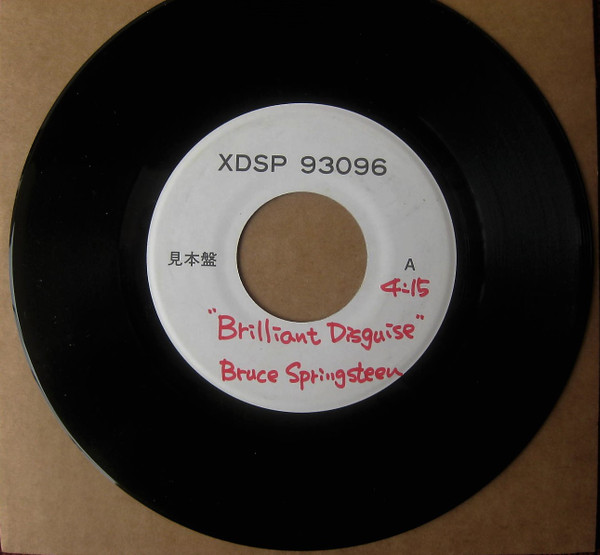 XDSP 93096
見本盤
A
4:15
"Brilliant Disguise"
Bruce Springsteen